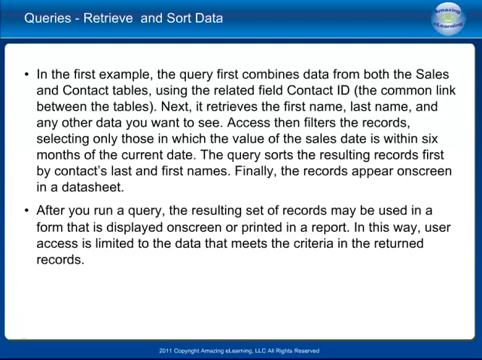 Queries - Retrieve and Sort Data
Amazing
eLearning
• In the first example, the query first combines data from both the Sales
and Contact tables, using the related field Contact ID (the common link
between the tables). Next, it retrieves the first name, last name, and
any other data you want to see. Access then filters the records,
selecting only those in which the value of the sales date is within six
months of the current date. The query sorts the resulting records first
by contact's last and first names. Finally, the records appear onscreen
in a datasheet.
• After you run a query, the resulting set of records may be used in a
form that is displayed onscreen or printed in a report. In this way, user
access is limited to the data that meets the criteria in the returned
records.
2011 Copyright Amazing eLearning, LLC All Rights Reserved